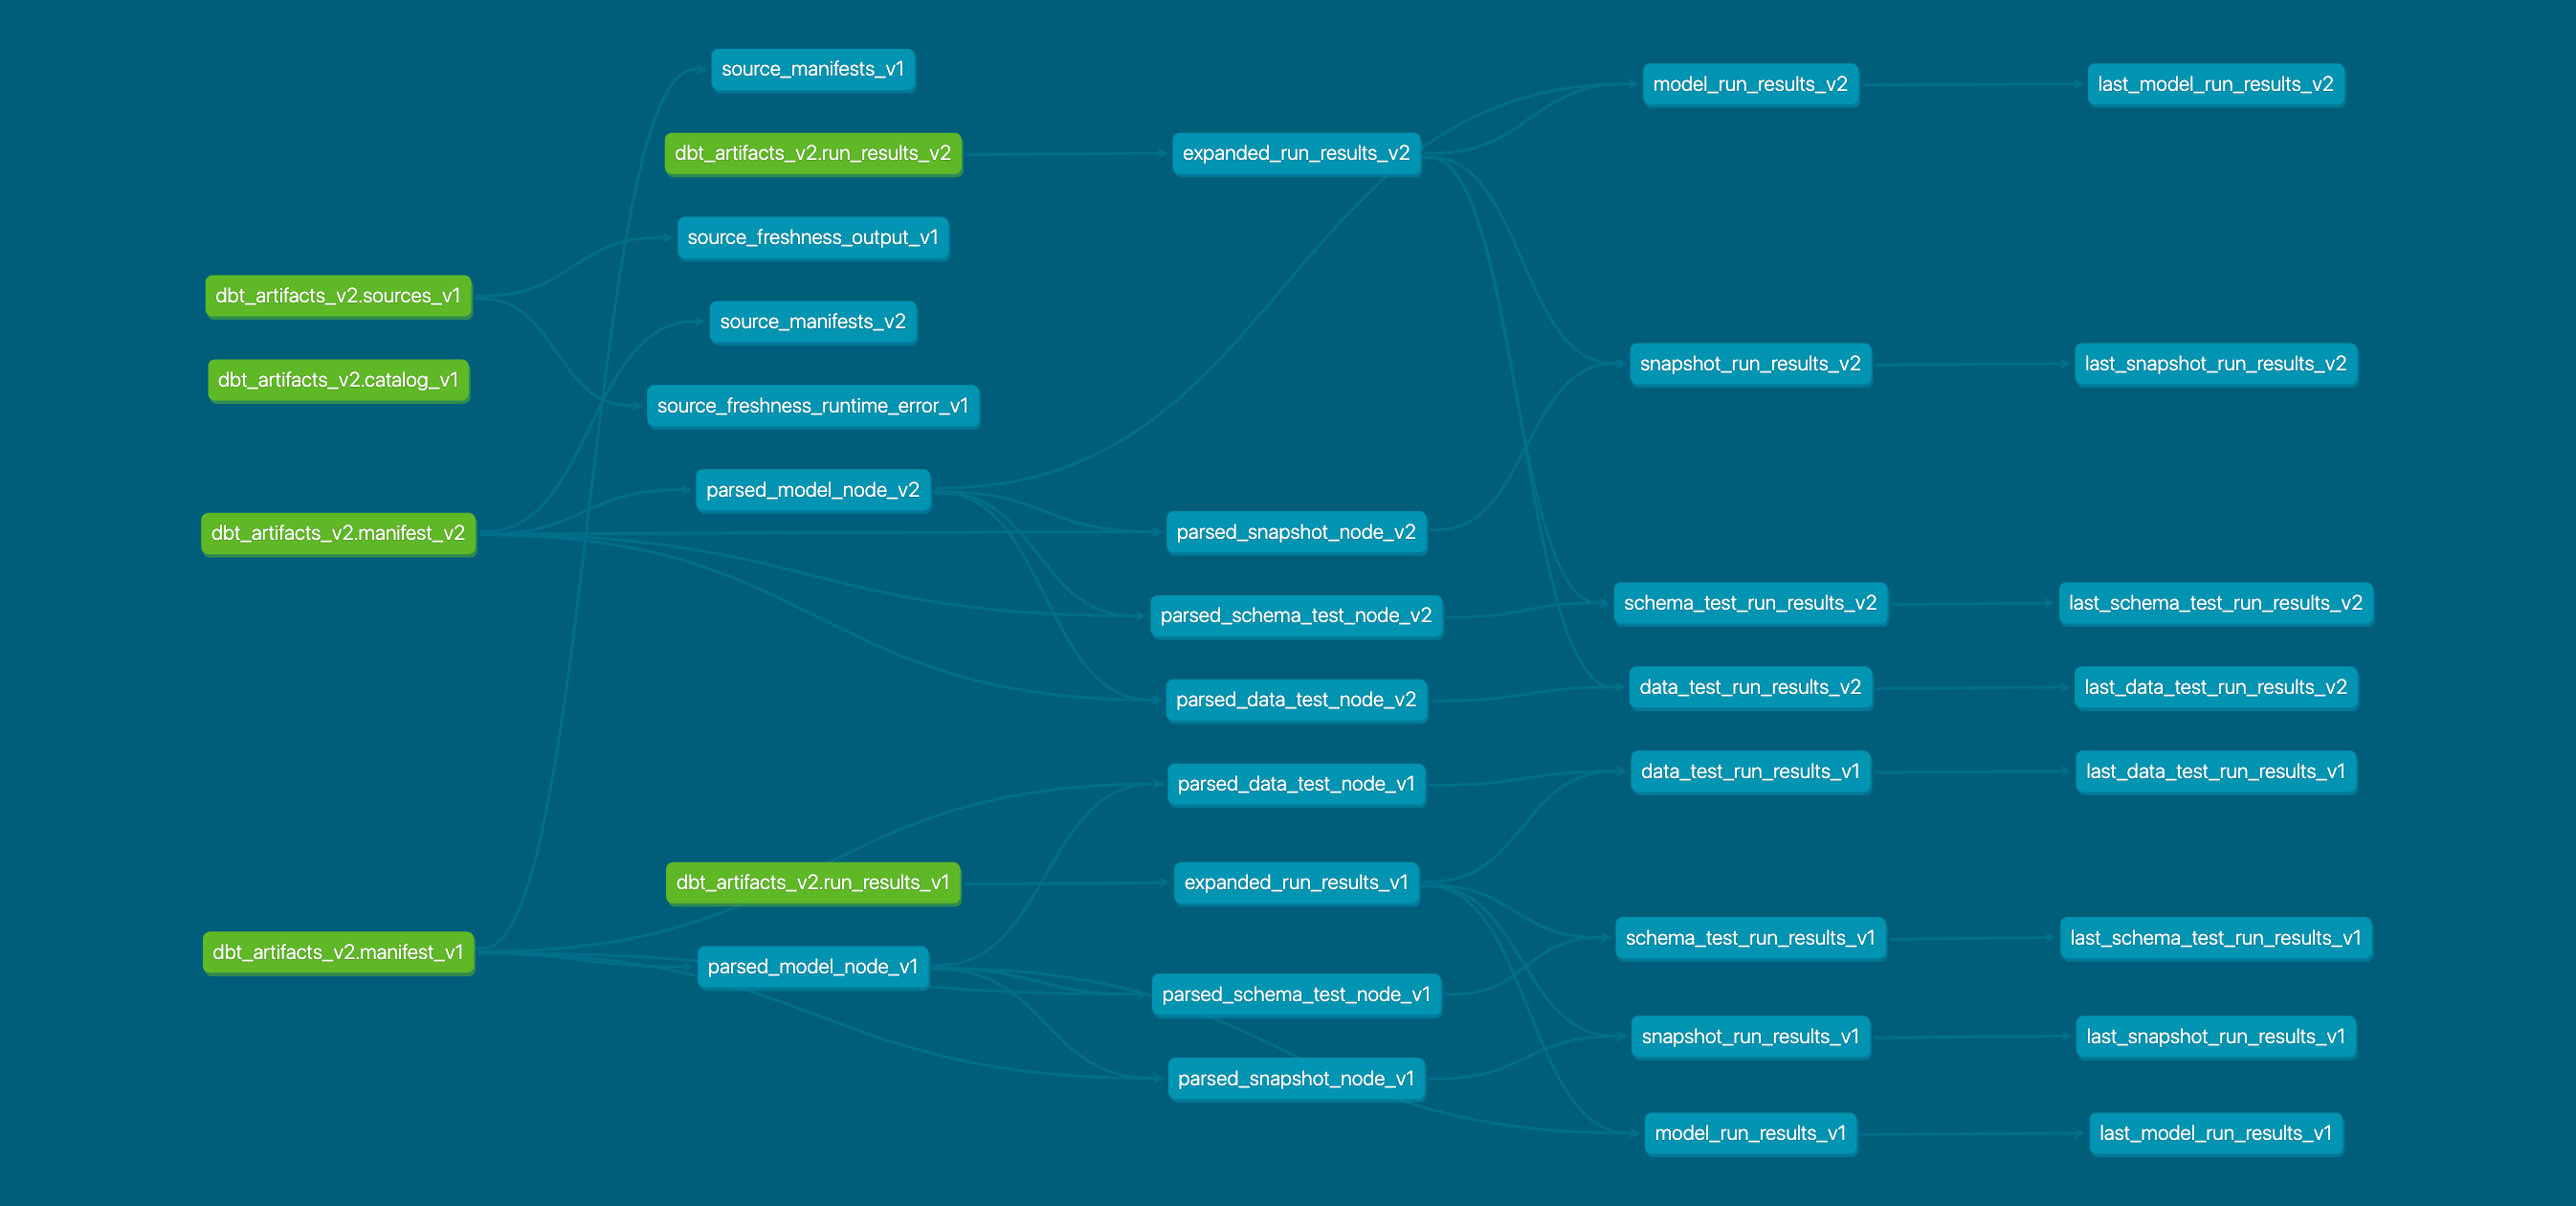 source_manifests_v1
model_run_results_v2
last_model_run_results_v2
dbt_artifacts_v2.run_results_v2
expanded_run_results_v2
source_freshness_output_v1
dbt_artifacts_v2.sources_v1
source_manifests_v2
snapshot_run_results_v2
last_snapshot_run_results_v2
dbt_artifacts_v2.catalog_v1
source_freshness_runtime_error_v1
parsed_model_node_v2
dbt_artifacts_v2.manifest_v2
parsed_snapshot_node_v2
parsed_schema_test_node_v2
schema_test_run_results_v2
last_schema_test_run_results_v2
parsed_data_test_node_v2
data_test_run_results_v2
last_data_test_run_results_v2
parsed_data_test_node_v1
data_test_run_results_v1
last_data_test_run_results_v1
dbt_artifacts_v2.run_results_v1
expanded_run_results_v1
dbt_artifacts_v2.manifest_v1
parsed_model_node_v1
schema_test_run_results_v1
last_schema_test_run_results_v1
parsed_schema_test_node_v1
snapshot_run_results_v1
last_snapshot_run_results_v1
parsed_snapshot_node_v1
model_run_results_v1
last_model_run_results_v1